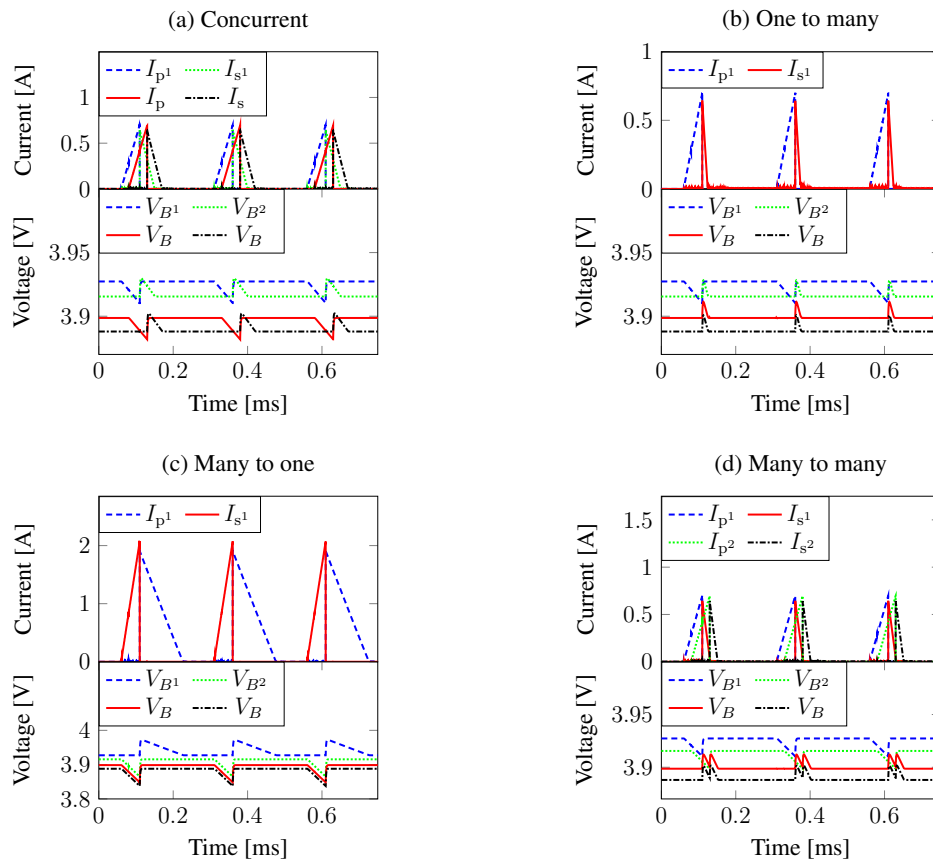 (a) Concurrent
I_p1 I_s1
I_p I_s
Current [A]
1
0.5
0
V_B1 V_B2
V_B V_B
Voltage [V]
3.95
3.9
0 0.2 0.4 0.6
Time [ms]
(b) One to many
I_p1 I_s1
Current [A]
1
0.5
0
V_B1 V_B2
V_B V_B
Voltage [V]
3.95
3.9
0 0.2 0.4 0.6
Time [ms]
(c) Many to one
I_p1 I_s1
Current [A]
2
1
0
V_B1 V_B2
V_B V_B
Voltage [V]
4
3.9
3.8
0 0.2 0.4 0.6
Time [ms]
(d) Many to many
I_p1 I_s1
I_p2 I_s2
Current [A]
1.5
1
0.5
0
V_B1 V_B2
V_B V_B
Voltage [V]
3.95
3.9
0 0.2 0.4 0.6
Time [ms]